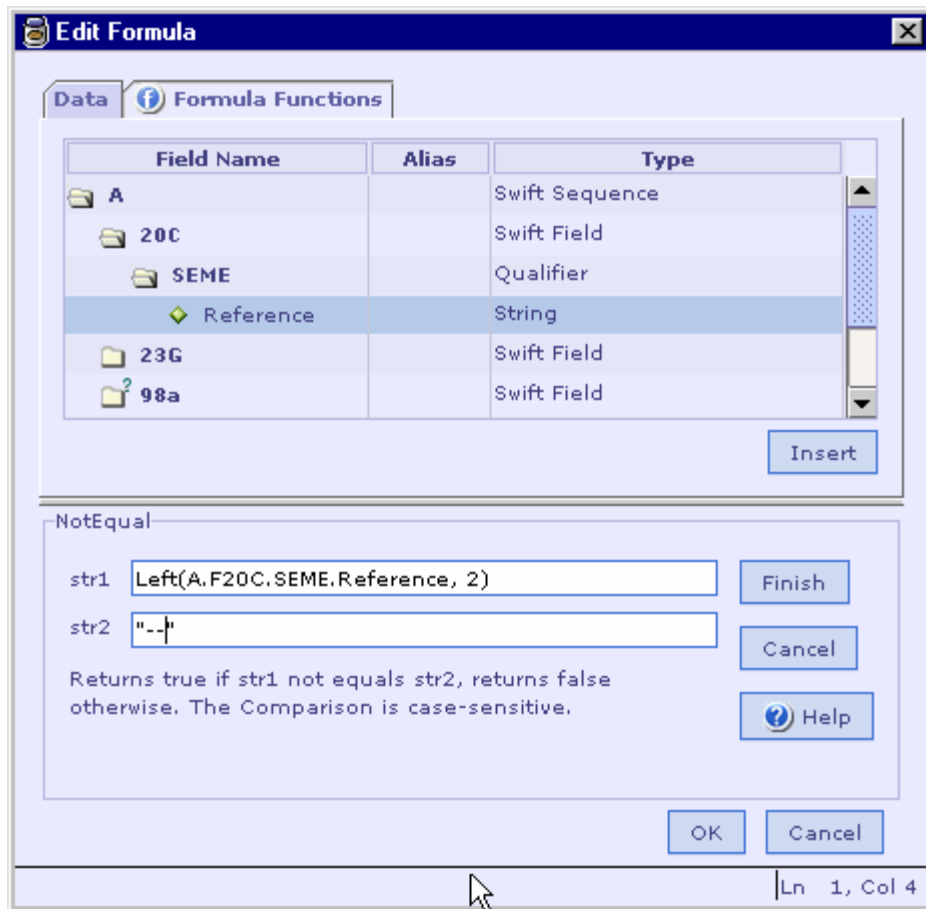 Edit Formula
Data Formula Functions
Field Name Alias Type
A Swift Sequence
20C Swift Field
SEME Qualifier
Reference String
23G Swift Field
98a Swift Field
Insert
NotEqual
str1 Left(A.F20C.SEME.Reference, 2) Finish
str2 "--"
Cancel
Returns true if str1 not equals str2, returns false
otherwise. The Comparison is case-sensitive.
Help
OK Cancel
Ln 1, Col 4